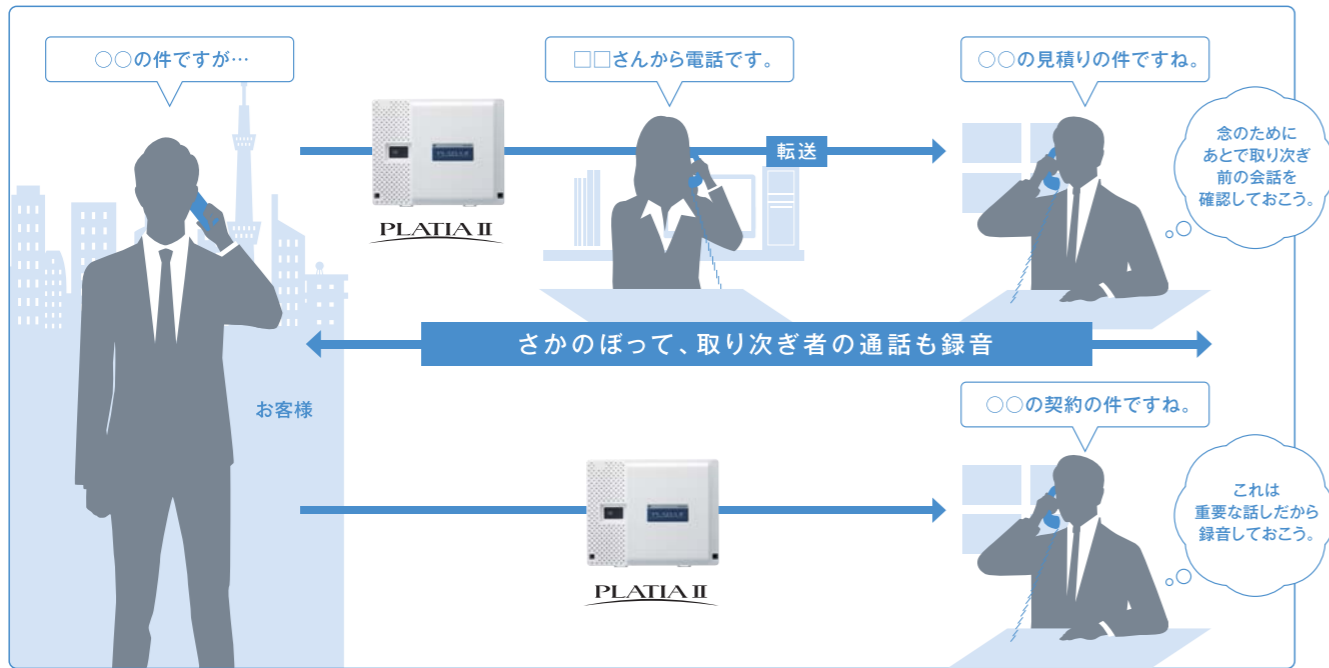 ○○の件ですが…
□□さんから電話です。
○○の見積りの件ですね。
念のために
あとで取り次ぎ
前の会話を
確認しておこう。
転送
PLATIA II
PLATIA II
さかのぼって、取り次ぎ者の通話も録音
お客様
○○の契約の件ですね。
これは
重要な話しだから
録音しておこう。
PLATIA II
PLATIA II